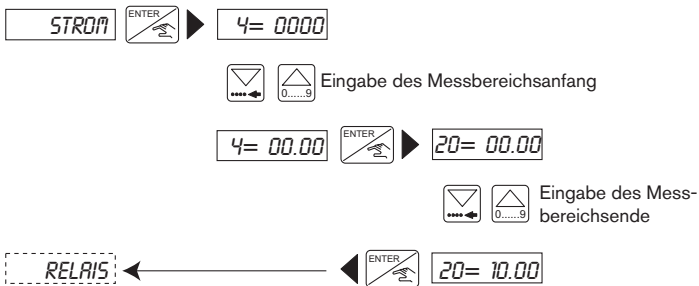 STROM ENTER 4= 0000
0......9 Eingabe des Messbereichsanfang
4= 00.00 ENTER 20= 00.00
0......9 Eingabe des Mess-
bereichsende
RELAIS ENTER 20= 10.00